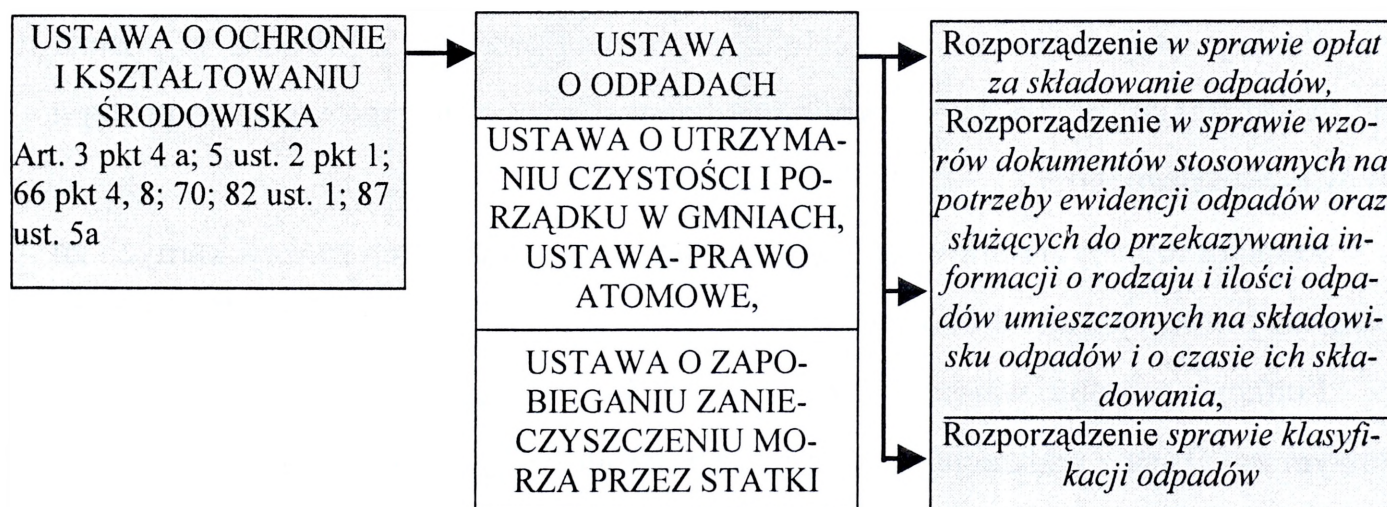 USTAWA O OCHRONIE
I KSZTAŁTOWANIU
ŚRODOWISKA
Art. 3 pkt 4 a; 5 ust. 2 pkt 1;
66 pkt 4, 8; 70; 82 ust. 1; 87
ust. 5a
USTAWA
O ODPADACH
USTAWA O UTRZYMA-
NIU CZYSTOŚCI I PO-
RZĄDKU W GMNIACH,
USTAWA- PRAWO
ATOMOWE,
USTAWA O ZAPO-
BIEGANIU ZANIE-
CZYSZCZENIU MO-
RZA PRZEZ STATKI
Rozporządzenie w sprawie opłat
za składowanie odpadów,
Rozporządzenie w sprawie wzo-
rów dokumentów stosowanych na
potrzeby ewidencji odpadów oraz
służących do przekazywania in-
formacji o rodzaju i ilości odpa-
dów umieszczonych na składowi-
sku odpadów i o czasie ich skła-
dowania,
Rozporządzenie sprawie klasyfi-
kacji odpadów